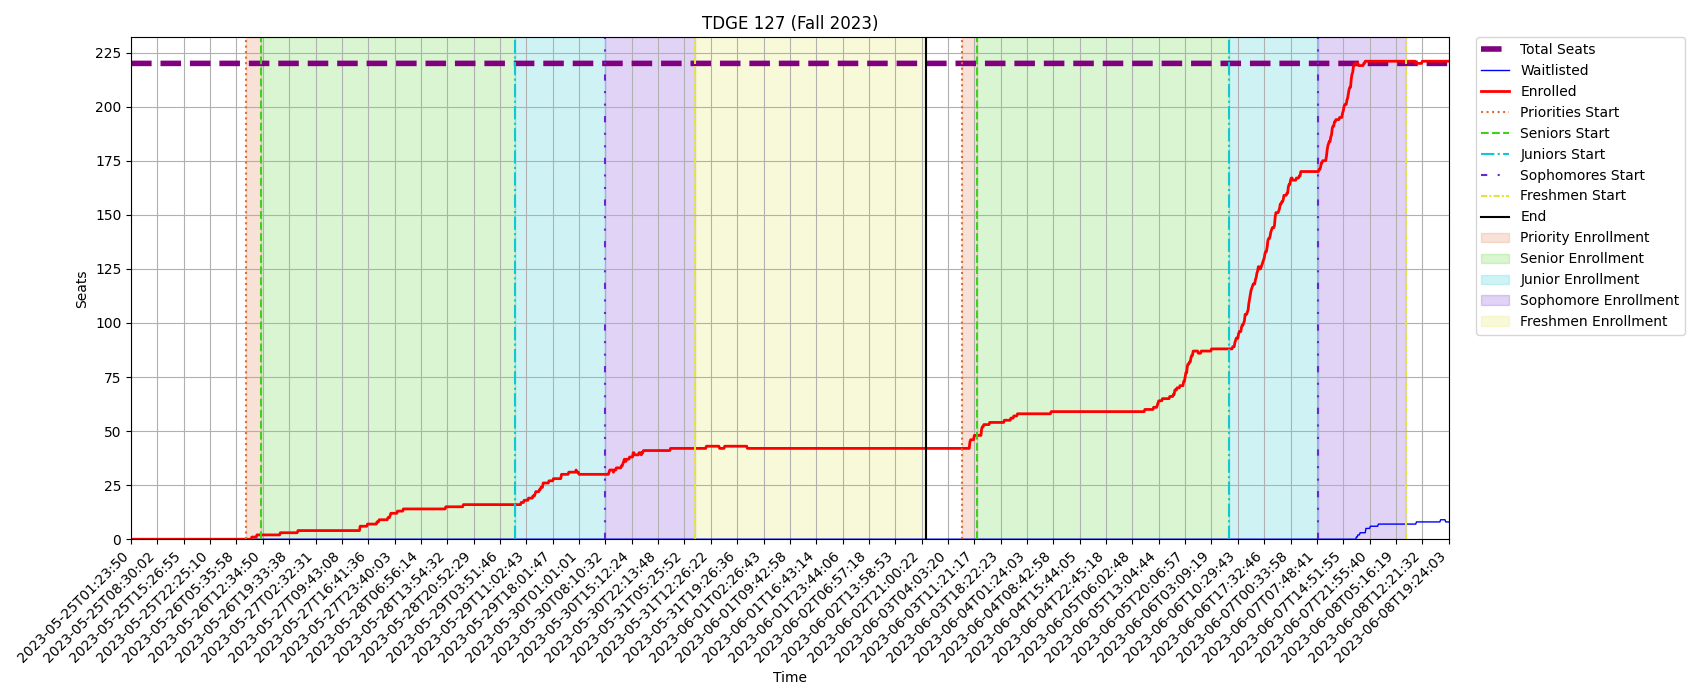 TDGE 127 (Fall 2023)
Seats
225
200
175
150
125
100
75
50
25
0
2023-05-25T01:23:50
2023-05-25T08:30:02
2023-05-25T15:26:55
2023-05-25T22:25:10
2023-05-26T05:35:58
2023-05-26T12:34:50
2023-05-26T19:33:38
2023-05-27T02:32:31
2023-05-27T09:43:08
2023-05-27T16:41:36
2023-05-27T23:40:03
2023-05-28T06:56:14
2023-05-28T13:54:32
2023-05-28T20:52:29
2023-05-29T03:51:46
2023-05-29T11:02:43
2023-05-29T18:01:47
2023-05-30T01:01:01
2023-05-30T08:10:32
2023-05-30T15:12:24
2023-05-30T22:13:48
2023-05-31T05:25:52
2023-05-31T12:26:22
2023-05-31T19:26:36
2023-06-01T02:26:43
2023-06-01T09:42:58
2023-06-01T16:43:14
2023-06-01T23:44:06
2023-06-02T06:57:18
2023-06-02T13:58:53
2023-06-02T21:00:22
2023-06-03T04:03:20
2023-06-03T11:21:17
2023-06-03T18:22:23
2023-06-04T01:24:03
2023-06-04T08:42:58
2023-06-04T15:44:05
2023-06-04T22:45:18
2023-06-05T06:02:48
2023-06-05T13:04:44
2023-06-05T20:06:57
2023-06-06T03:09:19
2023-06-06T10:29:43
2023-06-06T17:32:46
2023-06-07T00:33:58
2023-06-07T07:48:41
2023-06-07T14:51:55
2023-06-07T21:55:40
2023-06-08T05:16:19
2023-06-08T12:21:32
2023-06-08T19:24:03
Time
Total Seats
Waitlisted
Enrolled
Priorities Start
Seniors Start
Juniors Start
Sophomores Start
Freshmen Start
End
Priority Enrollment
Senior Enrollment
Junior Enrollment
Sophomore Enrollment
Freshmen Enrollment